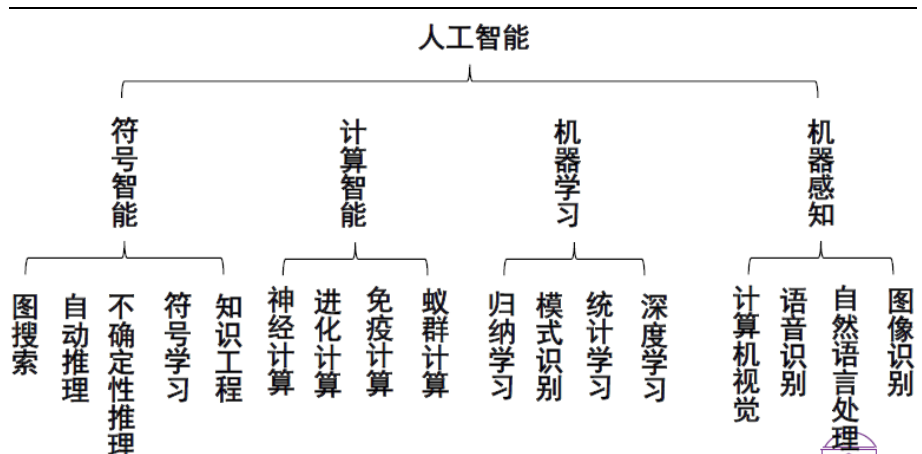 人工智能
符号智能
计算智能
机器学习
机器感知
图搜索
自动推理
不确定性推理
符号学习
知识工程
神经计算
进化计算
免疫计算
蚁群计算
归纳学习
模式识别
统计学习
深度学习
计算机视觉
语音识别
自然语言处理
图像识别